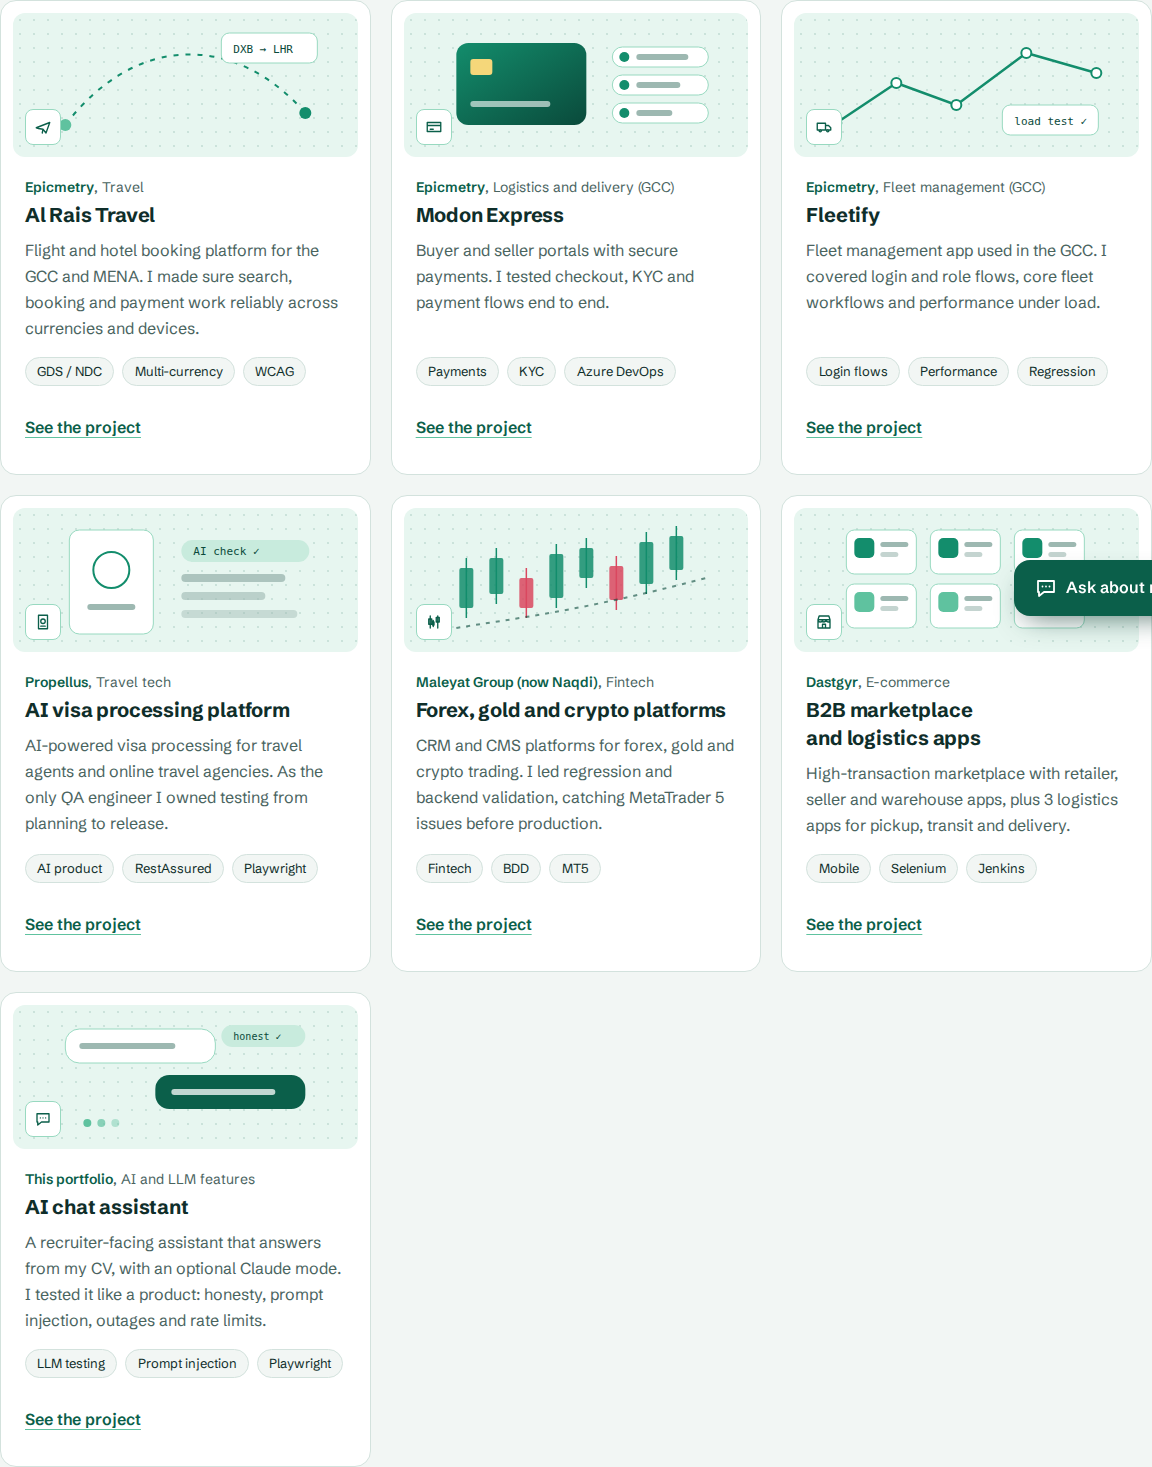 DXB → LHR
Epicmetry, Travel
Al Rais Travel
Flight and hotel booking platform for the
GCC and MENA. I made sure search,
booking and payment work reliably across
currencies and devices.
GDS / NDC
Multi-currency
WCAG
See the project
Epicmetry, Logistics and delivery (GCC)
Modon Express
Buyer and seller portals with secure
payments. I tested checkout, KYC and
payment flows end to end.
Payments
KYC
Azure DevOps
See the project
load test ✓
Epicmetry, Fleet management (GCC)
Fleetify
Fleet management app used in the GCC. I
covered login and role flows, core fleet
workflows and performance under load.
Login flows
Performance
Regression
See the project
AI check ✓
Propellus, Travel tech
AI visa processing platform
AI-powered visa processing for travel
agents and online travel agencies. As the
only QA engineer I owned testing from
planning to release.
AI product
RestAssured
Playwright
See the project
Maleyat Group (now Naqdi), Fintech
Forex, gold and crypto platforms
CRM and CMS platforms for forex, gold and
crypto trading. I led regression and
backend validation, catching MetaTrader 5
issues before production.
Fintech
BDD
MT5
See the project
Ask about
Dastgyr, E-commerce
B2B marketplace
and logistics apps
High-transaction marketplace with retailer,
seller and warehouse apps, plus 3 logistics
apps for pickup, transit and delivery.
Mobile
Selenium
Jenkins
See the project
honest ✓
This portfolio, AI and LLM features
AI chat assistant
A recruiter-facing assistant that answers
from my CV, with an optional Claude mode.
I tested it like a product: honesty, prompt
injection, outages and rate limits.
LLM testing
Prompt injection
Playwright
See the project